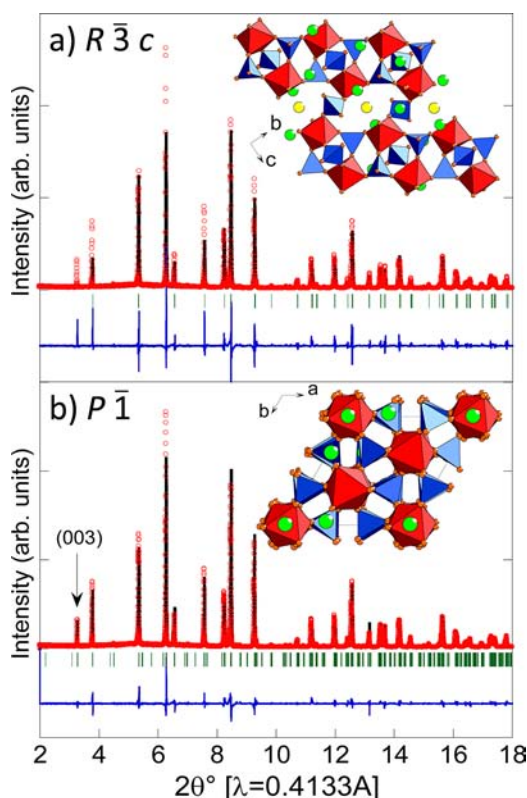 a) R 3̄ c
b
c
Intensity (arb. units)
b) P 1̄
a
b
(003)
Intensity (arb. units)
2 4 6 8 10 12 14 16 18
2θ° [λ=0.4133A]